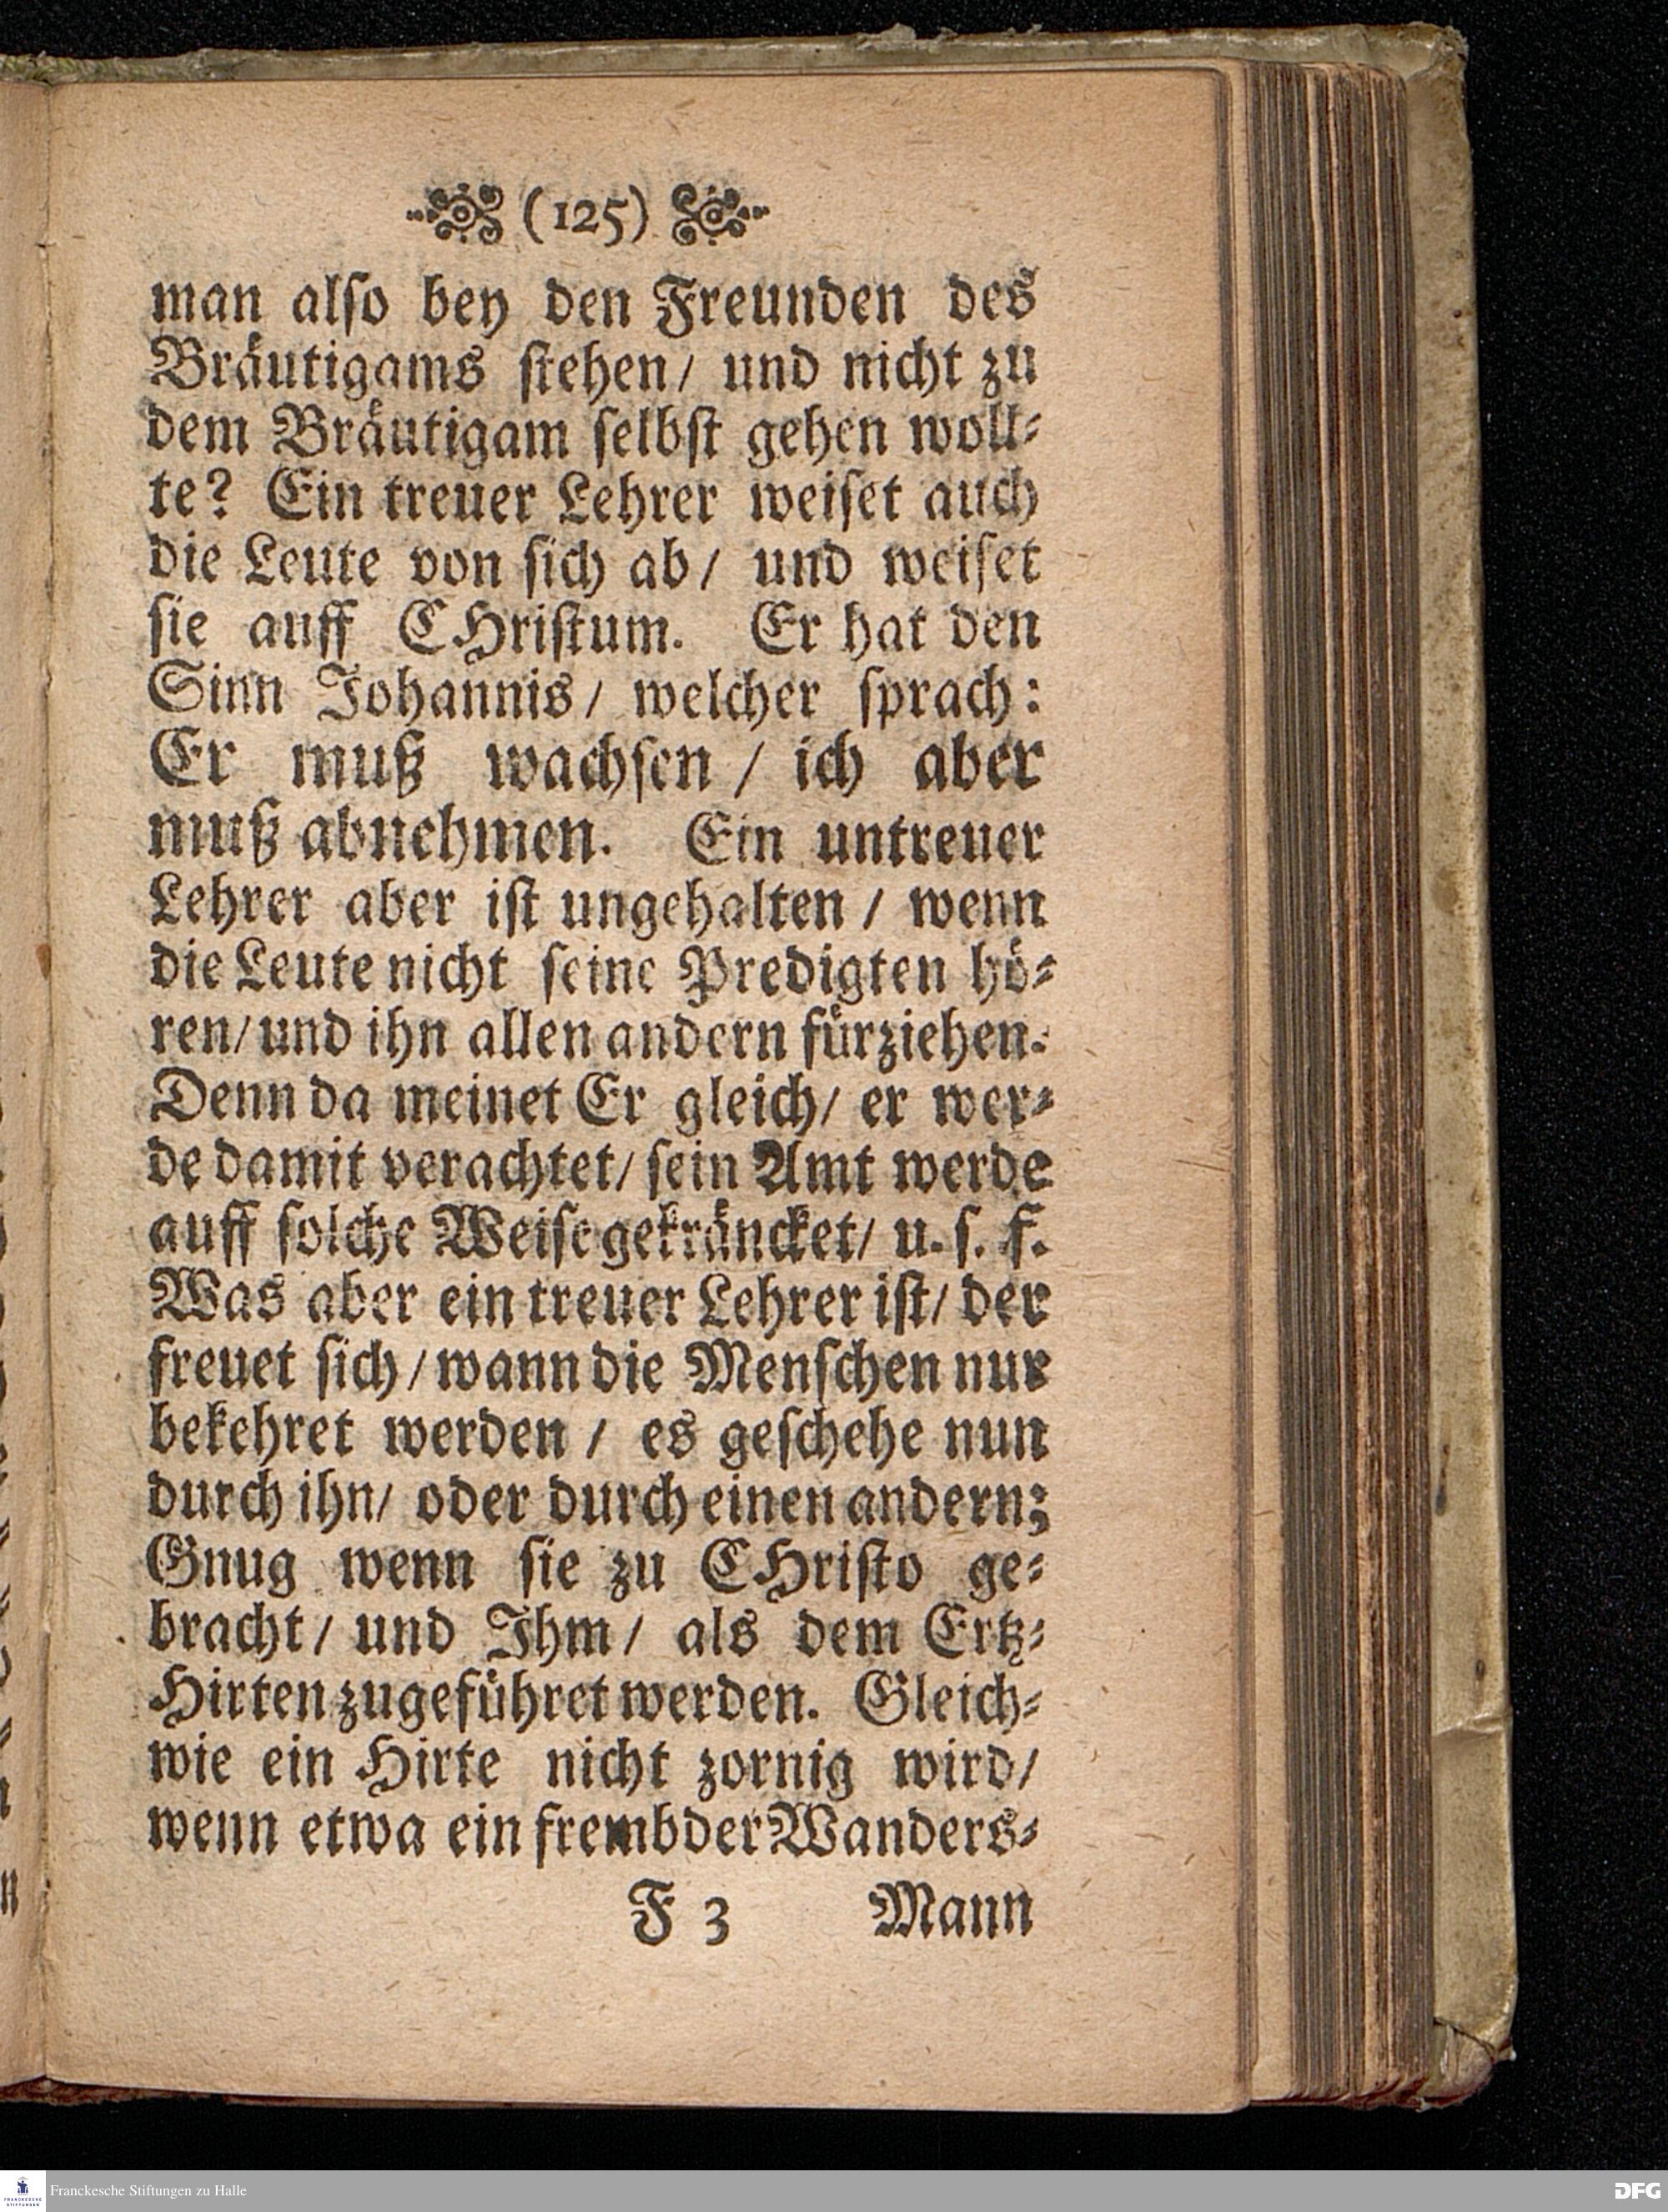 (125)
man also bey den Freunden des
Bräutigams stehen/ und nicht zu
dem Bräutigam selbst gehen woll⸗
te? Ein treuer Lehrer weiset auch
die Leute von sich ab/ und weiset
sie auff CHristum. Er hat den
Sinn Johannis/ welcher sprach:
Er muß wachsen / ich aber
muß abnehmen. Ein untreuer
Lehrer aber ist ungehalten / wenn
die Leute nicht seine Predigten hö⸗
ren/ und ihn allen andern fürziehen.
Denn da meinet Er gleich/ er wer⸗
de damit verachtet/ sein Amt werde
auff solche Weise gekräncket/ u. s. f.
Was aber ein treuer Lehrer ist/ der
freuet sich / wann die Menschen nur
bekehret werden / es geschehe nun
durch ihn/ oder durch einen andern;
Gnug wenn sie zu CHristo ge⸗
bracht/ und Ihm/ als dem Ertz⸗
Hirten zugeführet werden. Gleich⸗
wie ein Hirte nicht zornig wird/
wenn etwa ein frembder Wanders⸗
F 3 Mann
Franckesche Stiftungen zu Halle
FRANCKESCHE
STIFTUNGEN
DFG